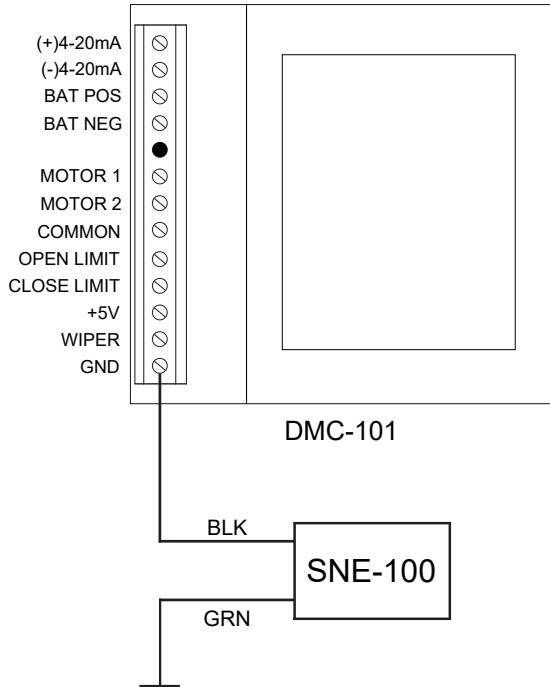 (+)4-20mA
(-)4-20mA
BAT POS
BAT NEG
MOTOR 1
MOTOR 2
COMMON
OPEN LIMIT
CLOSE LIMIT
+5V
WIPER
GND
DMC-101
BLK
SNE-100
GRN